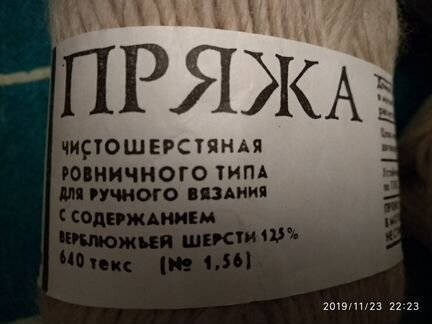 ПРЯЖА
ЧИСТОШЕРСТЯНАЯ
РОВНИЧНОГО ТИПА
ДЛЯ РУЧНОГО ВЯЗАНИЯ
С СОДЕРЖАНИЕМ
ВЕРБЛЮЖЬЕЙ ШЕРСТИ 12,5%
640 текс [№ 1,56]
2019/11/23 22:23